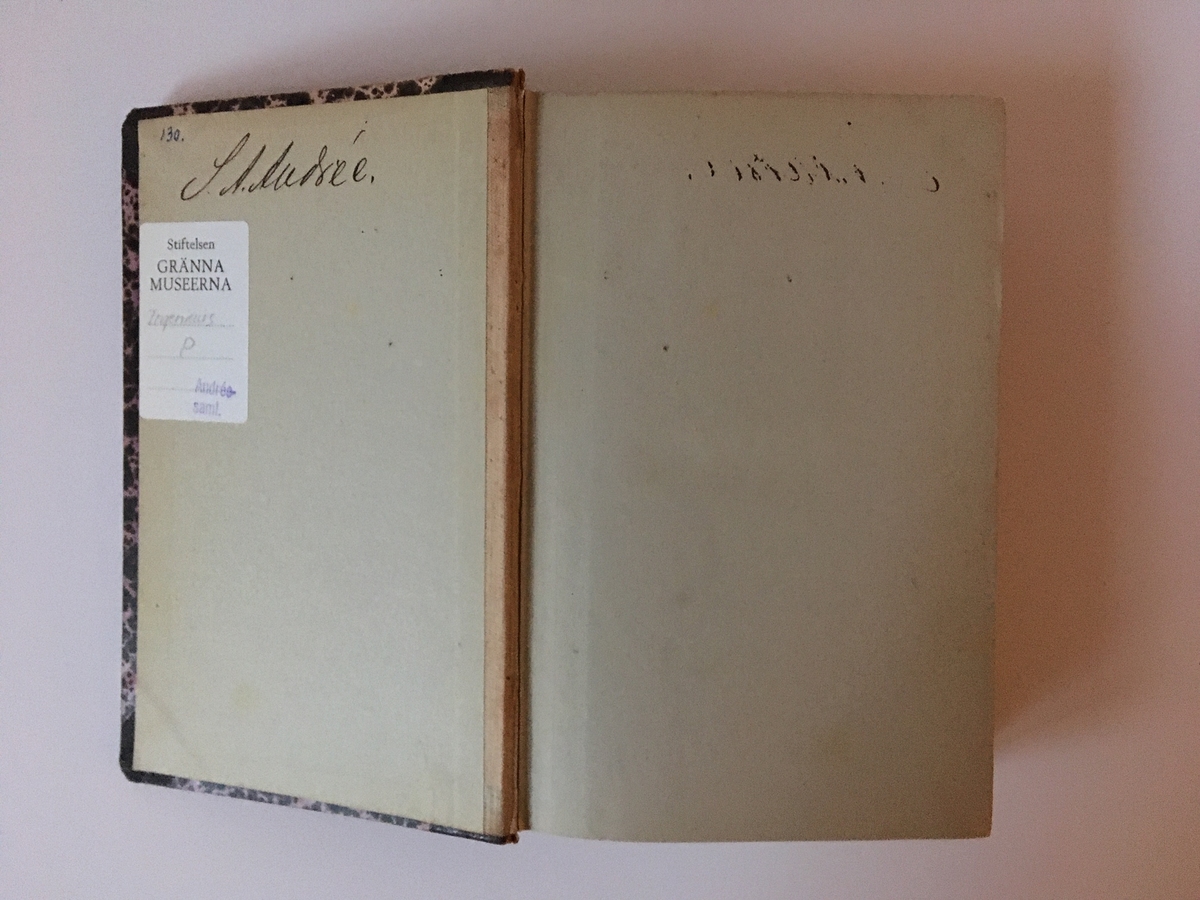 130.
S. A. Andrée.
Stiftelsen
GRÄNNA
MUSEERNA
P
Andrée-
saml.